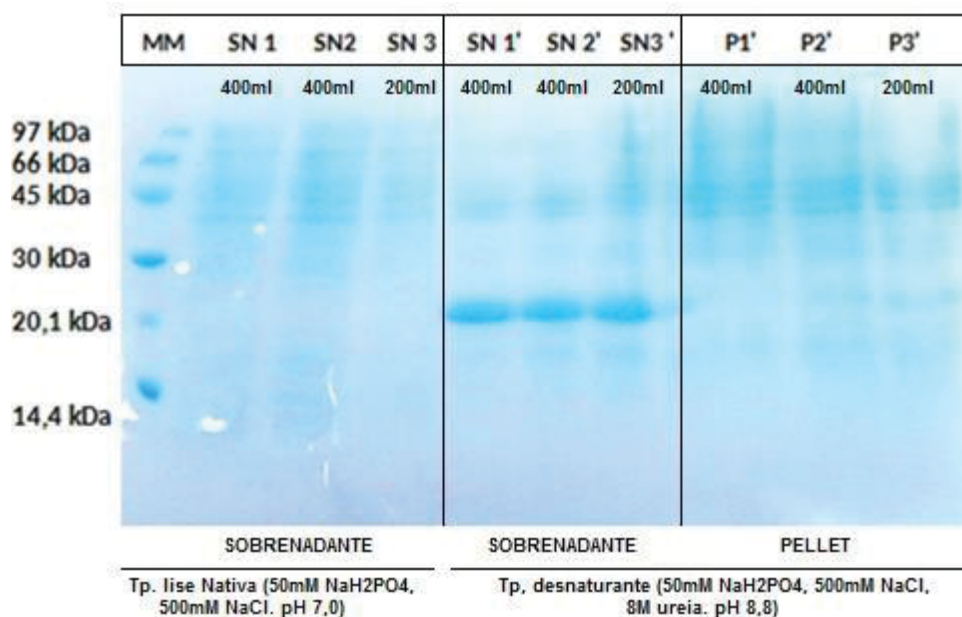 MM SN 1 SN2 SN 3 SN 1' SN 2' SN3 ' P1' P2' P3'
400ml 400ml 200ml 400ml 400ml 200ml 400ml 400ml 200ml
97 kDa
66 kDa
45 kDa
30 kDa
20,1 kDa
14,4 kDa
SOBRENADANTE SOBRENADANTE PELLET
Tp. lise Nativa (50mM NaH2PO4, Tp, desnaturante (50mM NaH2PO4, 500mM NaCl,
500mM NaCl. pH 7,0) 8M ureia. pH 8,8)